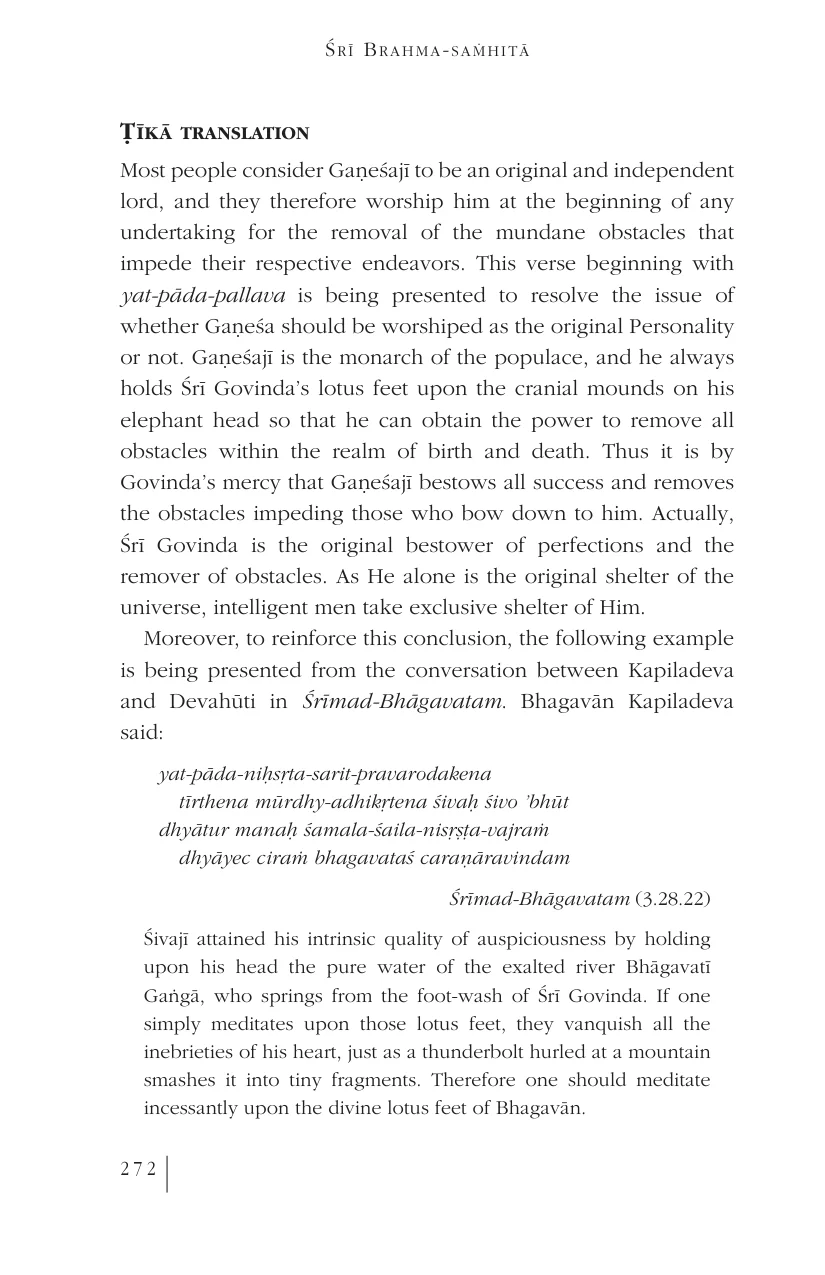 Śrī Brahma-saṁhitā
Ṭīkā translation
Most people consider Gaṇeśajī to be an original and independent
lord, and they therefore worship him at the beginning of any
undertaking for the removal of the mundane obstacles that
impede their respective endeavors. This verse beginning with
yat-pāda-pallava is being presented to resolve the issue of
whether Gaṇeśa should be worshiped as the original Personality
or not. Gaṇeśajī is the monarch of the populace, and he always
holds Śrī Govinda’s lotus feet upon the cranial mounds on his
elephant head so that he can obtain the power to remove all
obstacles within the realm of birth and death. Thus it is by
Govinda’s mercy that Gaṇeśajī bestows all success and removes
the obstacles impeding those who bow down to him. Actually,
Śrī Govinda is the original bestower of perfections and the
remover of obstacles. As He alone is the original shelter of the
universe, intelligent men take exclusive shelter of Him.
Moreover, to reinforce this conclusion, the following example
is being presented from the conversation between Kapiladeva
and Devahūti in Śrīmad-Bhāgavatam. Bhagavān Kapiladeva
said:
yat-pāda-niḥsṛta-sarit-pravarodakena
tīrthena mūrdhy-adhikṛtena śivaḥ śivo ’bhūt
dhyātur manaḥ śamala-śaila-nisṛṣṭa-vajraṁ
dhyāyec ciraṁ bhagavataś caraṇāravindam
Śrīmad-Bhāgavatam (3.28.22)
Śivajī attained his intrinsic quality of auspiciousness by holding
upon his head the pure water of the exalted river Bhāgavatī
Gaṅgā, who springs from the foot-wash of Śrī Govinda. If one
simply meditates upon those lotus feet, they vanquish all the
inebrieties of his heart, just as a thunderbolt hurled at a mountain
smashes it into tiny fragments. Therefore one should meditate
incessantly upon the divine lotus feet of Bhagavān.
272